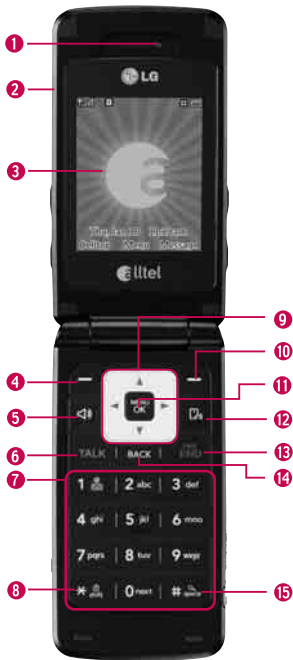 1
LG
2
3
Alltel
9
10
4
MENU
OK
11
5
12
6
TALK
BACK
END
13
7
14
1
2 abc
3 def
4 ghi
5 jkl
6 mno
7 pqrs
8 tuv
9 wxyz
8
*
0 next
#
15